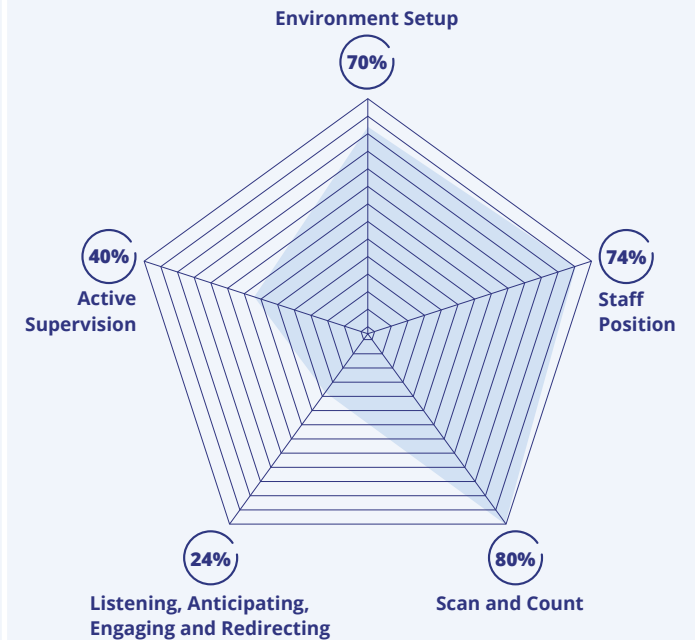 Environment Setup
70%
40%
Active
Supervision
74%
Staff
Position
24%
Listening, Anticipating,
Engaging and Redirecting
80%
Scan and Count